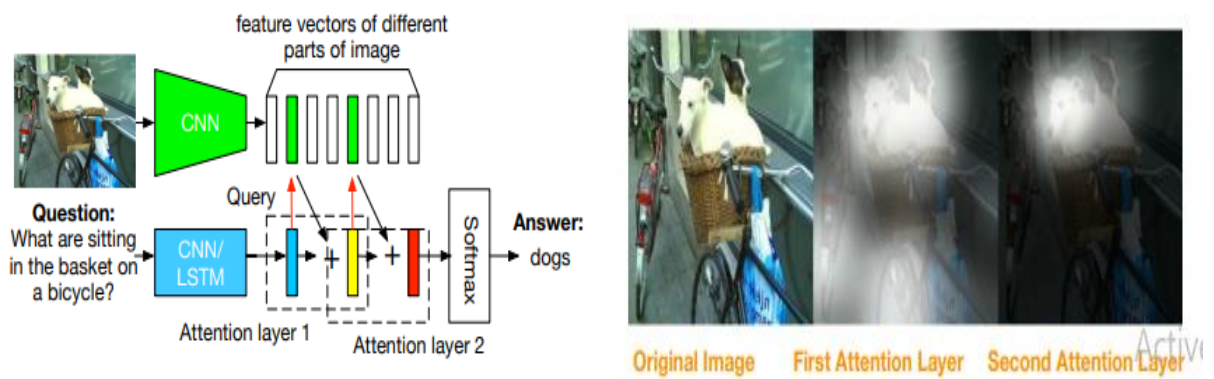 feature vectors of different
parts of image
CNN
Query
Question:
What are sitting
in the basket on
a bicycle?
CNN/
LSTM
+
+
Softmax
Answer:
dogs
Attention layer 1
Attention layer 2
Original Image
First Attention Layer
Second Attention Layer